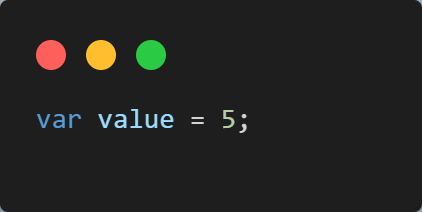 var value = 5;